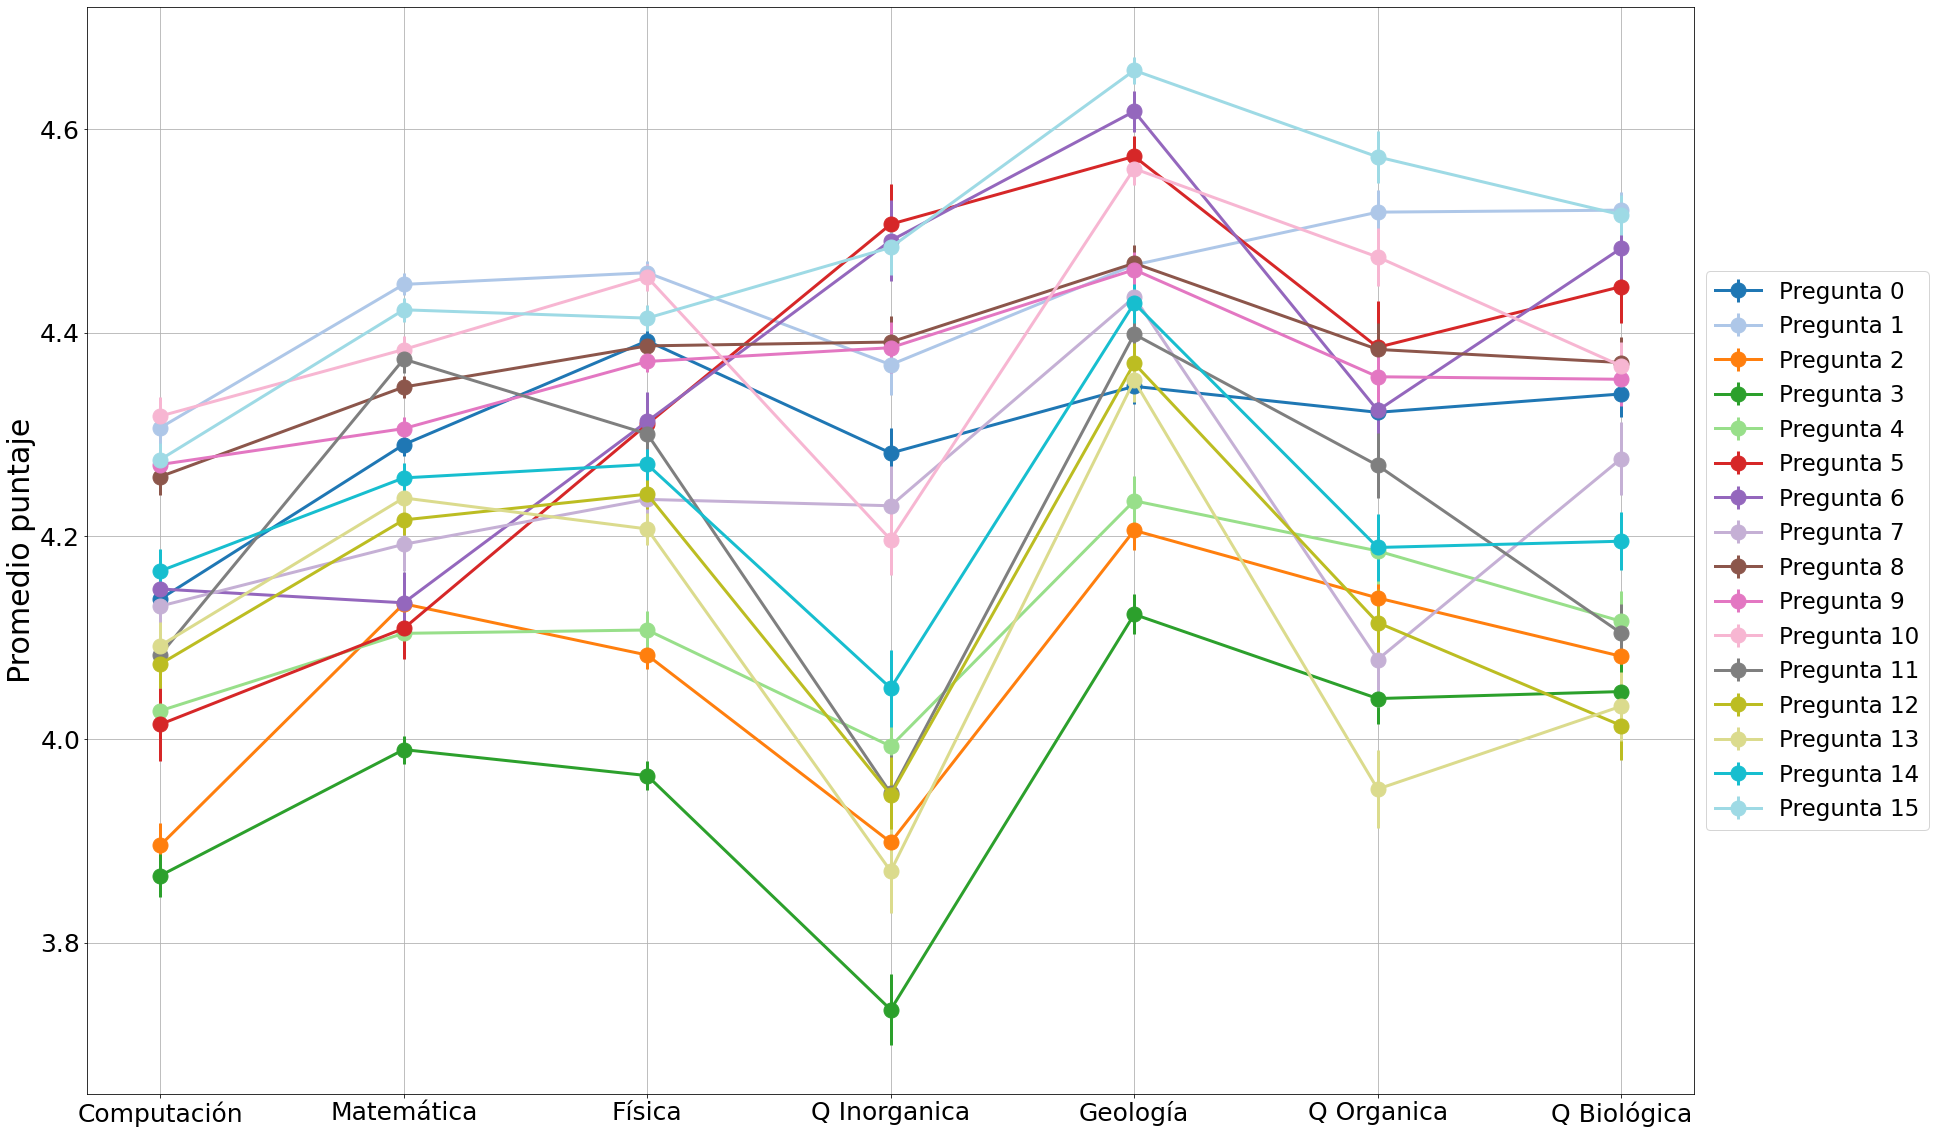 Promedio puntaje
4.6
4.4
4.2
4.0
3.8
Computación Matemática Física Q Inorganica Geología Q Organica Q Biológica
Pregunta 0
Pregunta 1
Pregunta 2
Pregunta 3
Pregunta 4
Pregunta 5
Pregunta 6
Pregunta 7
Pregunta 8
Pregunta 9
Pregunta 10
Pregunta 11
Pregunta 12
Pregunta 13
Pregunta 14
Pregunta 15